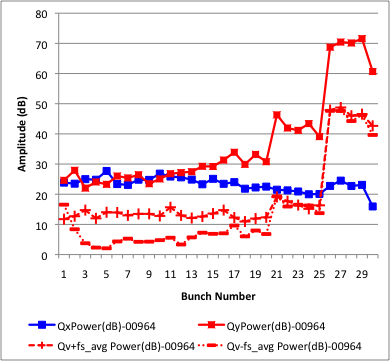 80
70
60
50
40
30
20
10
0
Amplitude (dB)
1 3 5 7 9 11 13 15 17 19 21 23 25 27 29
Bunch Number
QxPower(dB)-00964 QyPower(dB)-00964
Qv+fs_avg Power(dB)-00964 Qv-fs_avg Power(dB)-00964